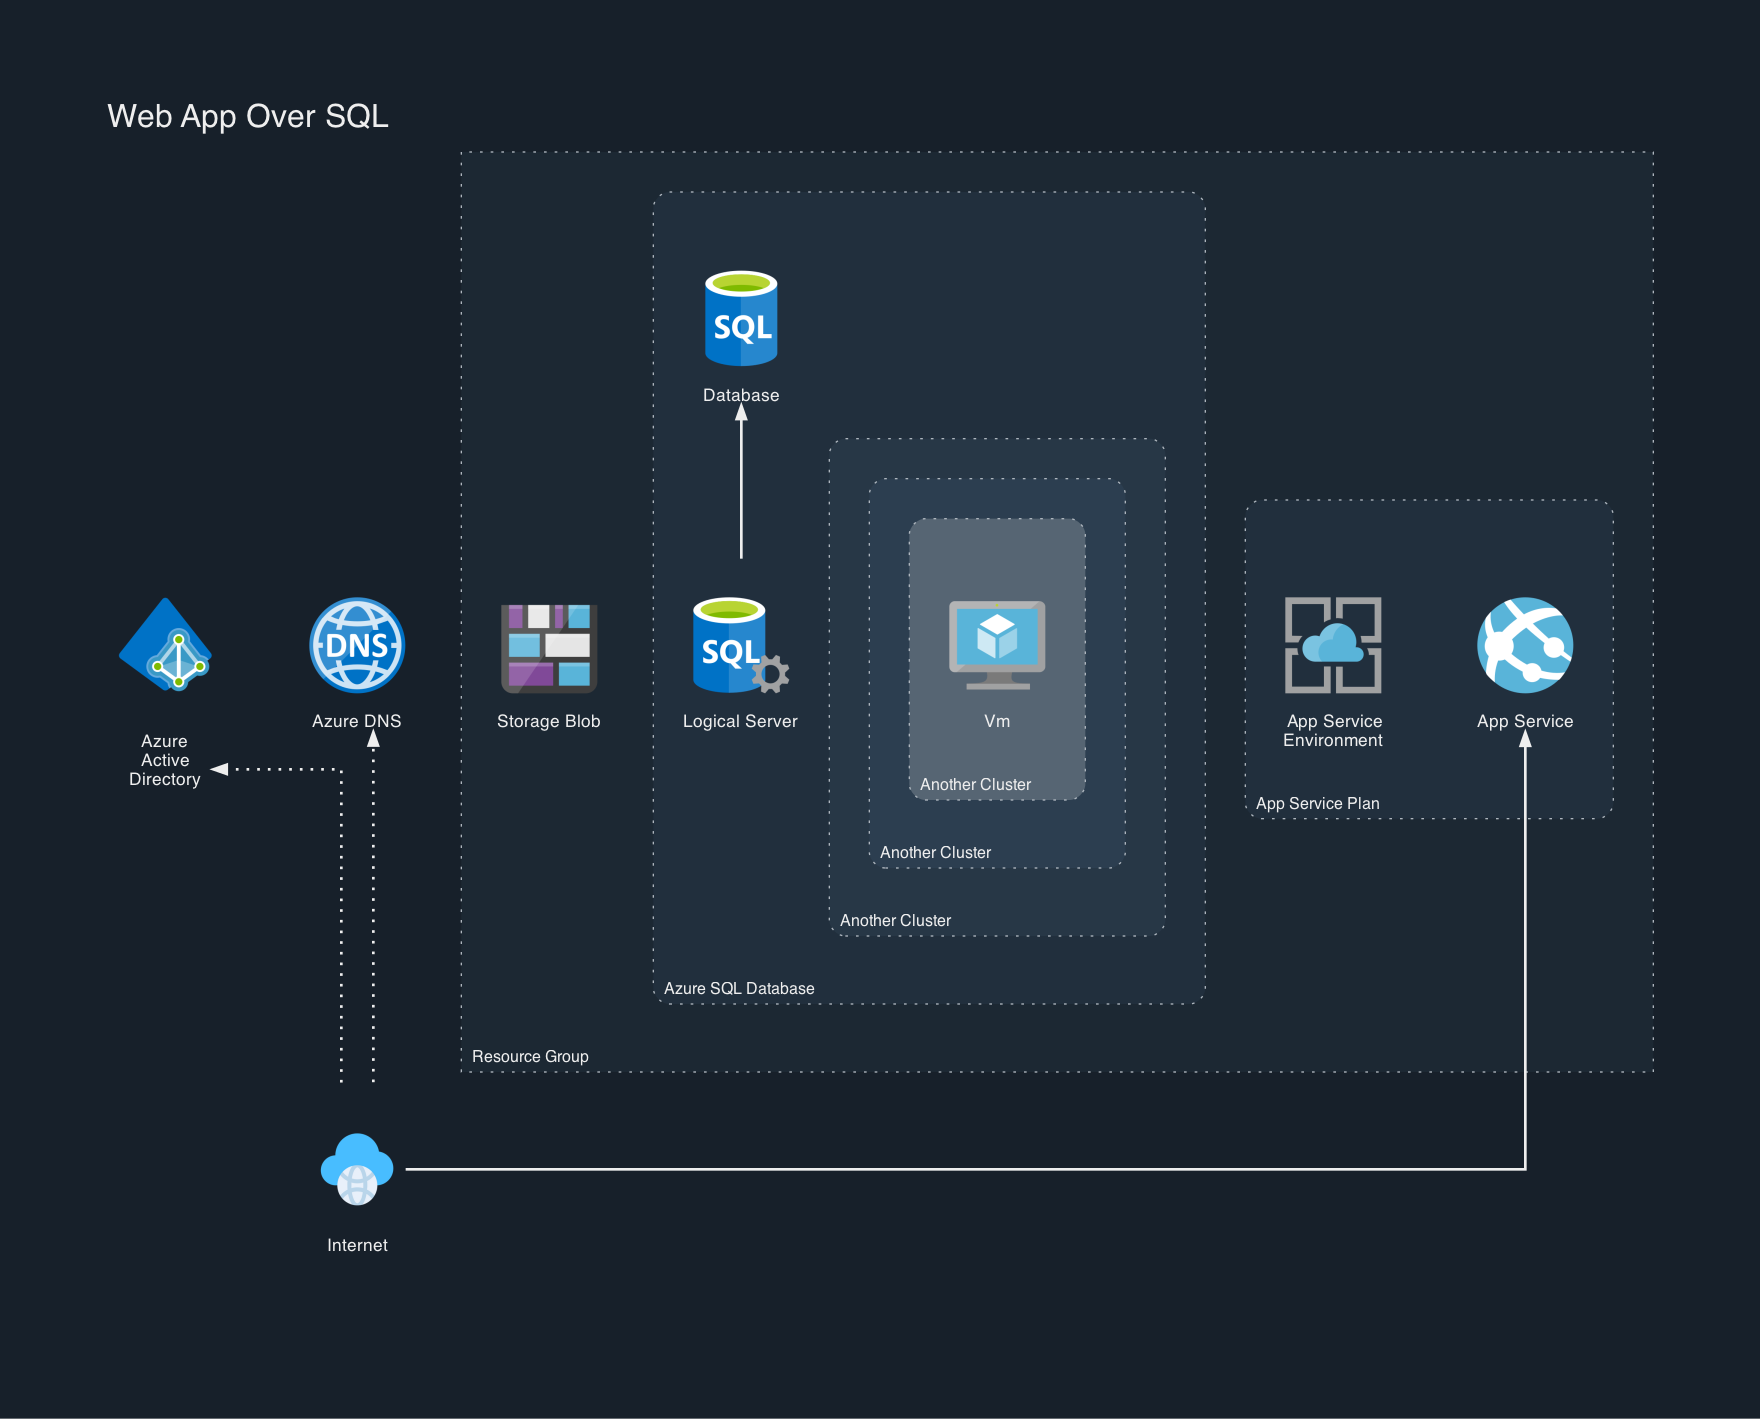 Web App Over SQL
SQL
Database
DNS
SQL
Azure DNS
Storage Blob
Logical Server
Vm
App Service
Environment
App Service
Azure
Active
Directory
Another Cluster
App Service Plan
Another Cluster
Another Cluster
Azure SQL Database
Resource Group
Internet